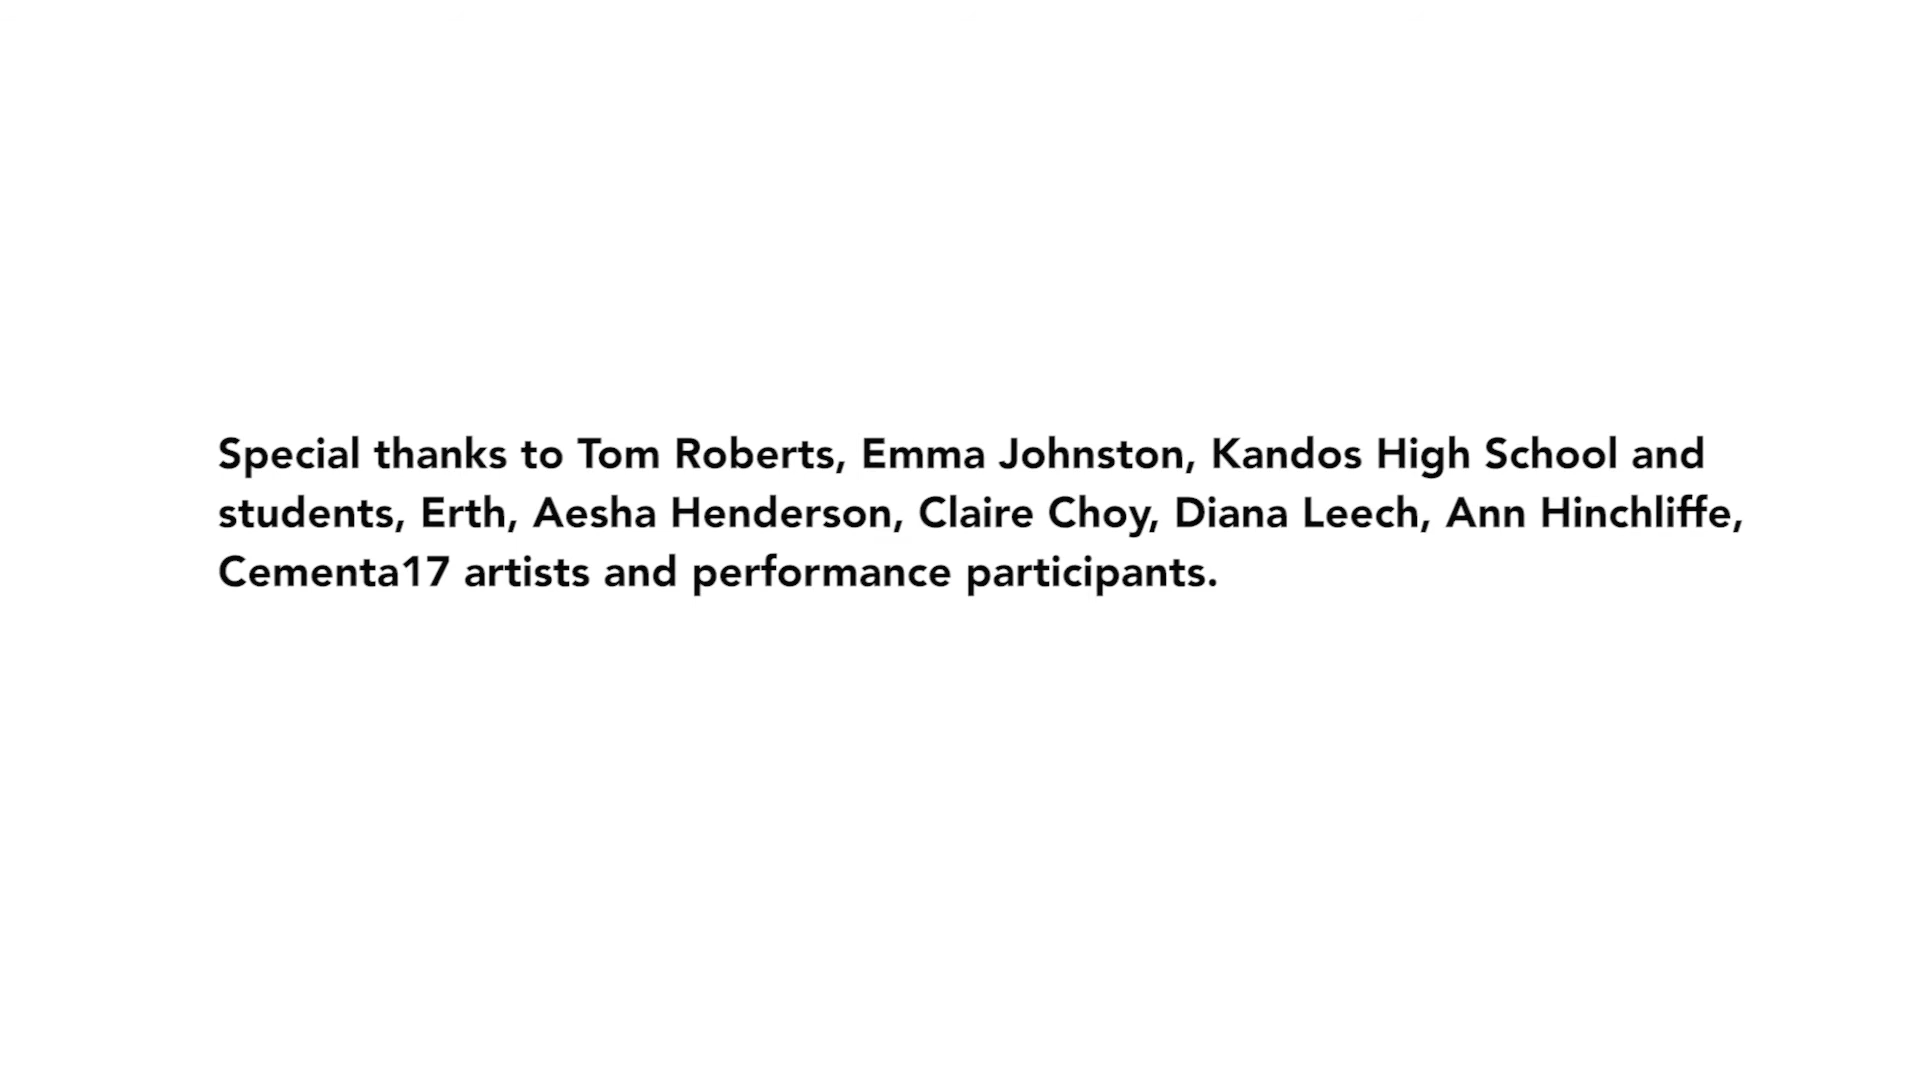 Special thanks to Tom Roberts, Emma Johnston, Kandos High School and
students, Erth, Aesha Henderson, Claire Choy, Diana Leech, Ann Hinchliffe,
Cementa17 artists and performance participants.